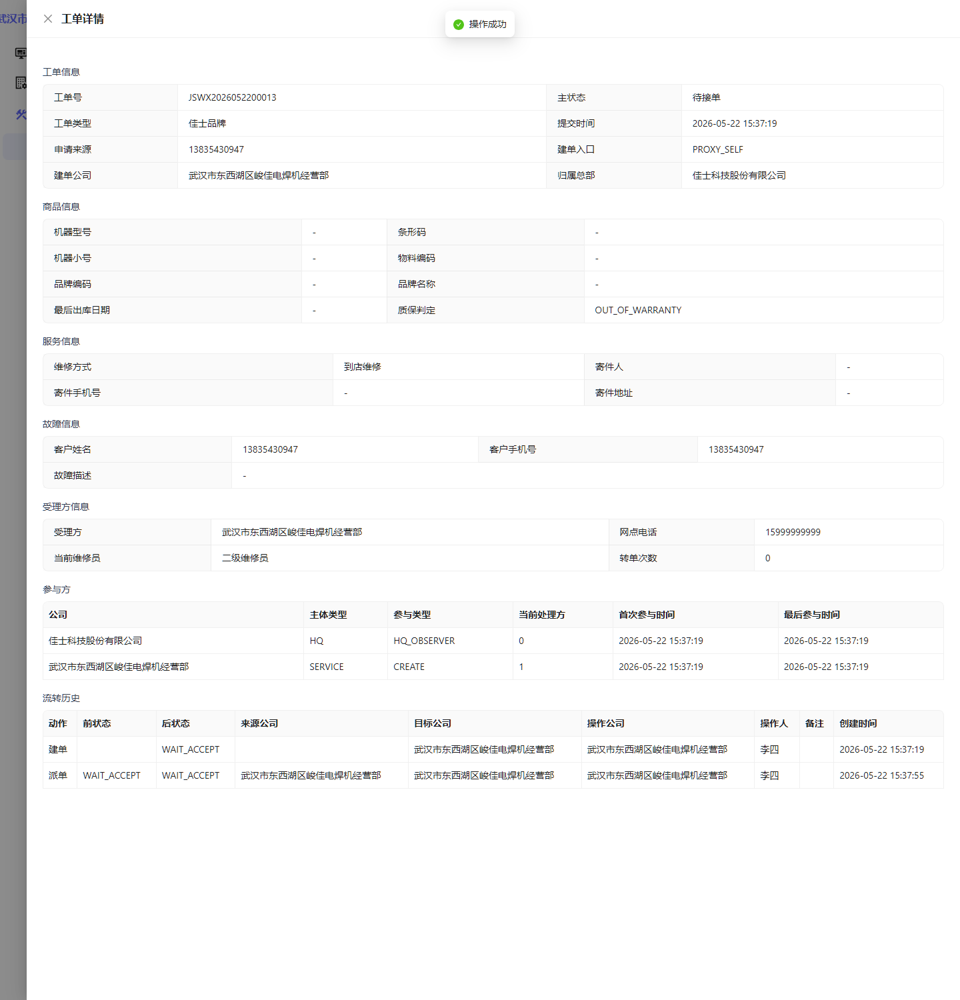 武汉市
工单详情
操作成功
工单信息
工单号 JSWX2026052200013 主状态 待接单
工单类型 佳士品牌 提交时间 2026-05-22 15:37:19
申请来源 13835430947 建单入口 PROXY_SELF
建单公司 武汉市东西湖区峻佳电焊机经营部 归属总部 佳士科技股份有限公司
商品信息
机器型号 - 条形码 -
机器小号 - 物料编码 -
品牌编码 - 品牌名称 -
最后出库日期 - 质保判定 OUT_OF_WARRANTY
服务信息
维修方式 到店维修 寄件人 -
寄件手机号 - 寄件地址 -
故障信息
客户姓名 13835430947 客户手机号 13835430947
故障描述 -
受理方信息
受理方 武汉市东西湖区峻佳电焊机经营部 网点电话 15999999999
当前维修员 二级维修员 转单次数 0
参与方
公司 主体类型 参与类型 当前处理方 首次参与时间 最后参与时间
佳士科技股份有限公司 HQ HQ_OBSERVER 0 2026-05-22 15:37:19 2026-05-22 15:37:19
武汉市东西湖区峻佳电焊机经营部 SERVICE CREATE 1 2026-05-22 15:37:19 2026-05-22 15:37:19
流转历史
动作 前状态 后状态 来源公司 目标公司 操作公司 操作人 备注 创建时间
建单 WAIT_ACCEPT 武汉市东西湖区峻佳电焊机经营部 武汉市东西湖区峻佳电焊机经营部 李四 2026-05-22 15:37:19
派单 WAIT_ACCEPT WAIT_ACCEPT 武汉市东西湖区峻佳电焊机经营部 武汉市东西湖区峻佳电焊机经营部 武汉市东西湖区峻佳电焊机经营部 李四 2026-05-22 15:37:55